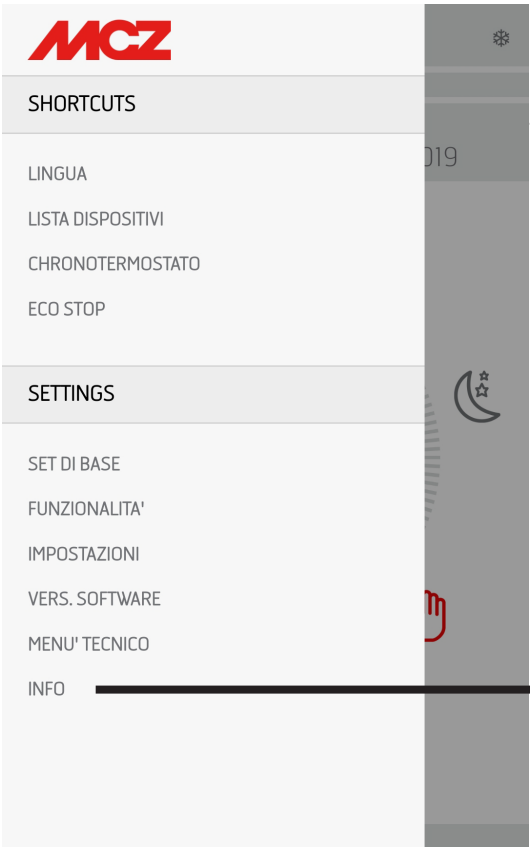 MCZ
SHORTCUTS
019
LINGUA
LISTA DISPOSITIVI
CHRONOTERMOSTATO
ECO STOP
SETTINGS
SET DI BASE
FUNZIONALITA'
IMPOSTAZIONI
VERS. SOFTWARE
MENU' TECNICO
INFO